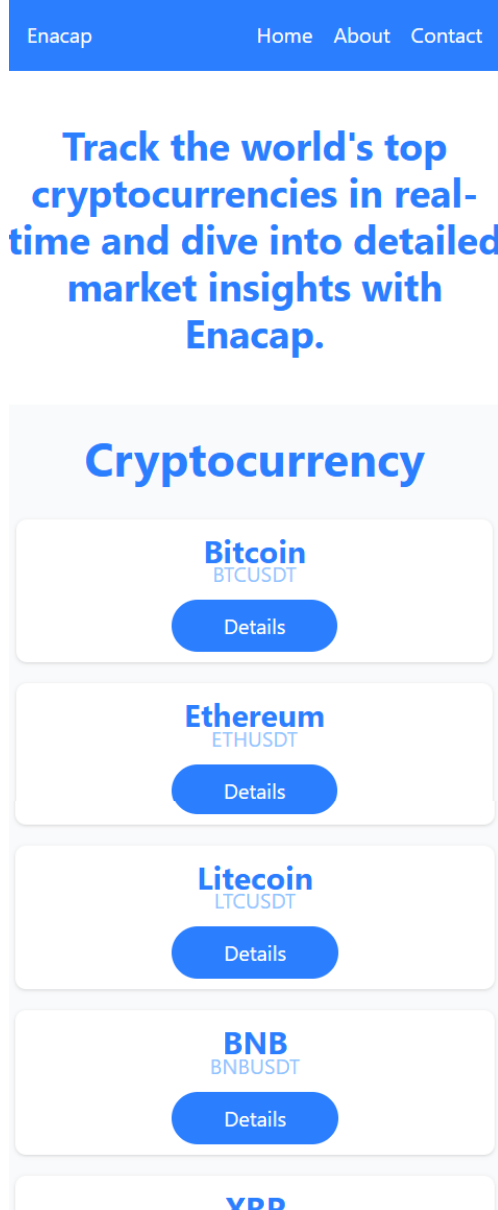 Enacap Home About Contact
Track the world's top
cryptocurrencies in real-
time and dive into detailed
market insights with
Enacap.
Cryptocurrency
Bitcoin
BTCUSDT
Details
Ethereum
ETHUSDT
Details
Litecoin
LTCUSDT
Details
BNB
BNBUSDT
Details
XRP